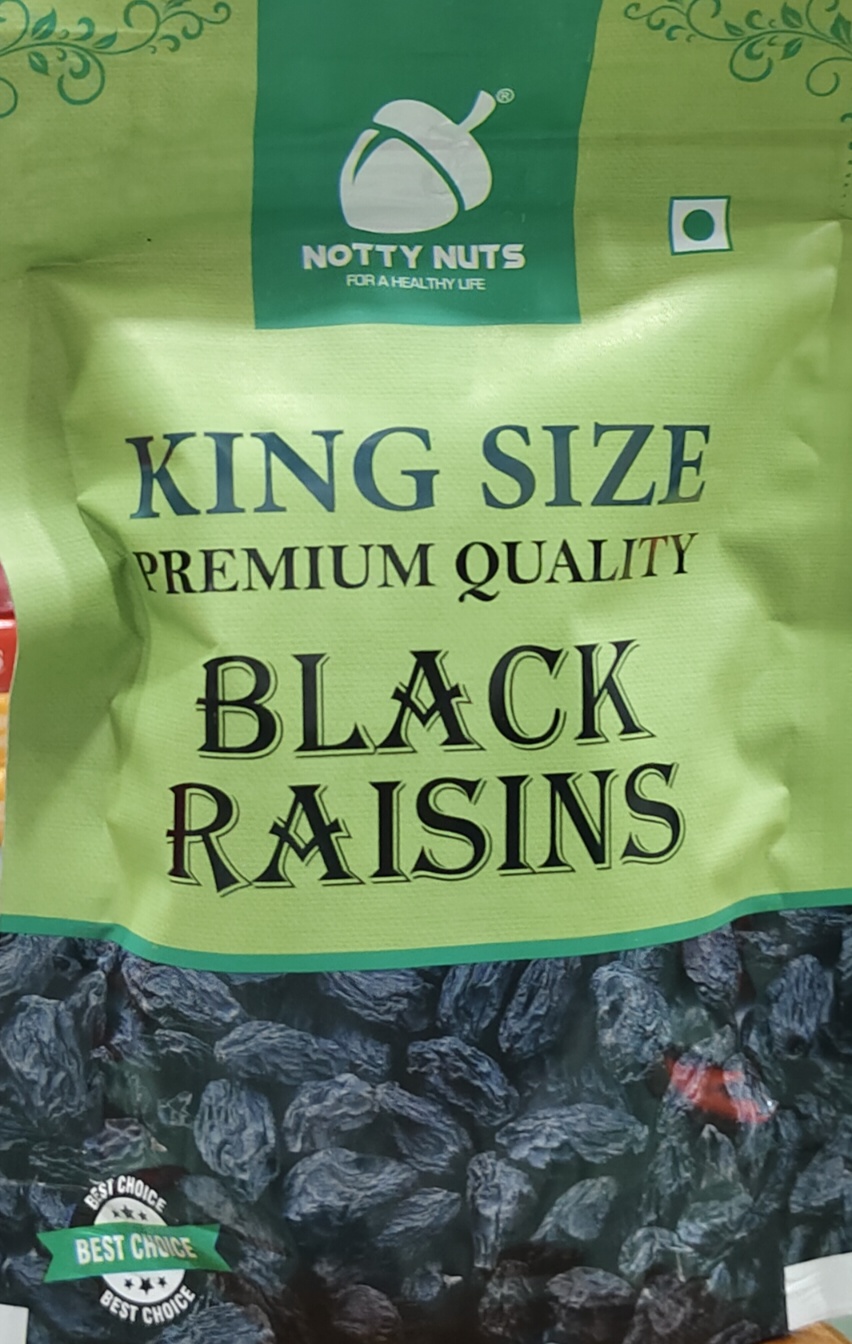 ®
NOTTY NUTS
FOR A HEALTHY LIFE
KING SIZE
PREMIUM QUALITY
BLACK
RAISINS
BEST CHOICE
BEST CHOICE
BEST CHOICE